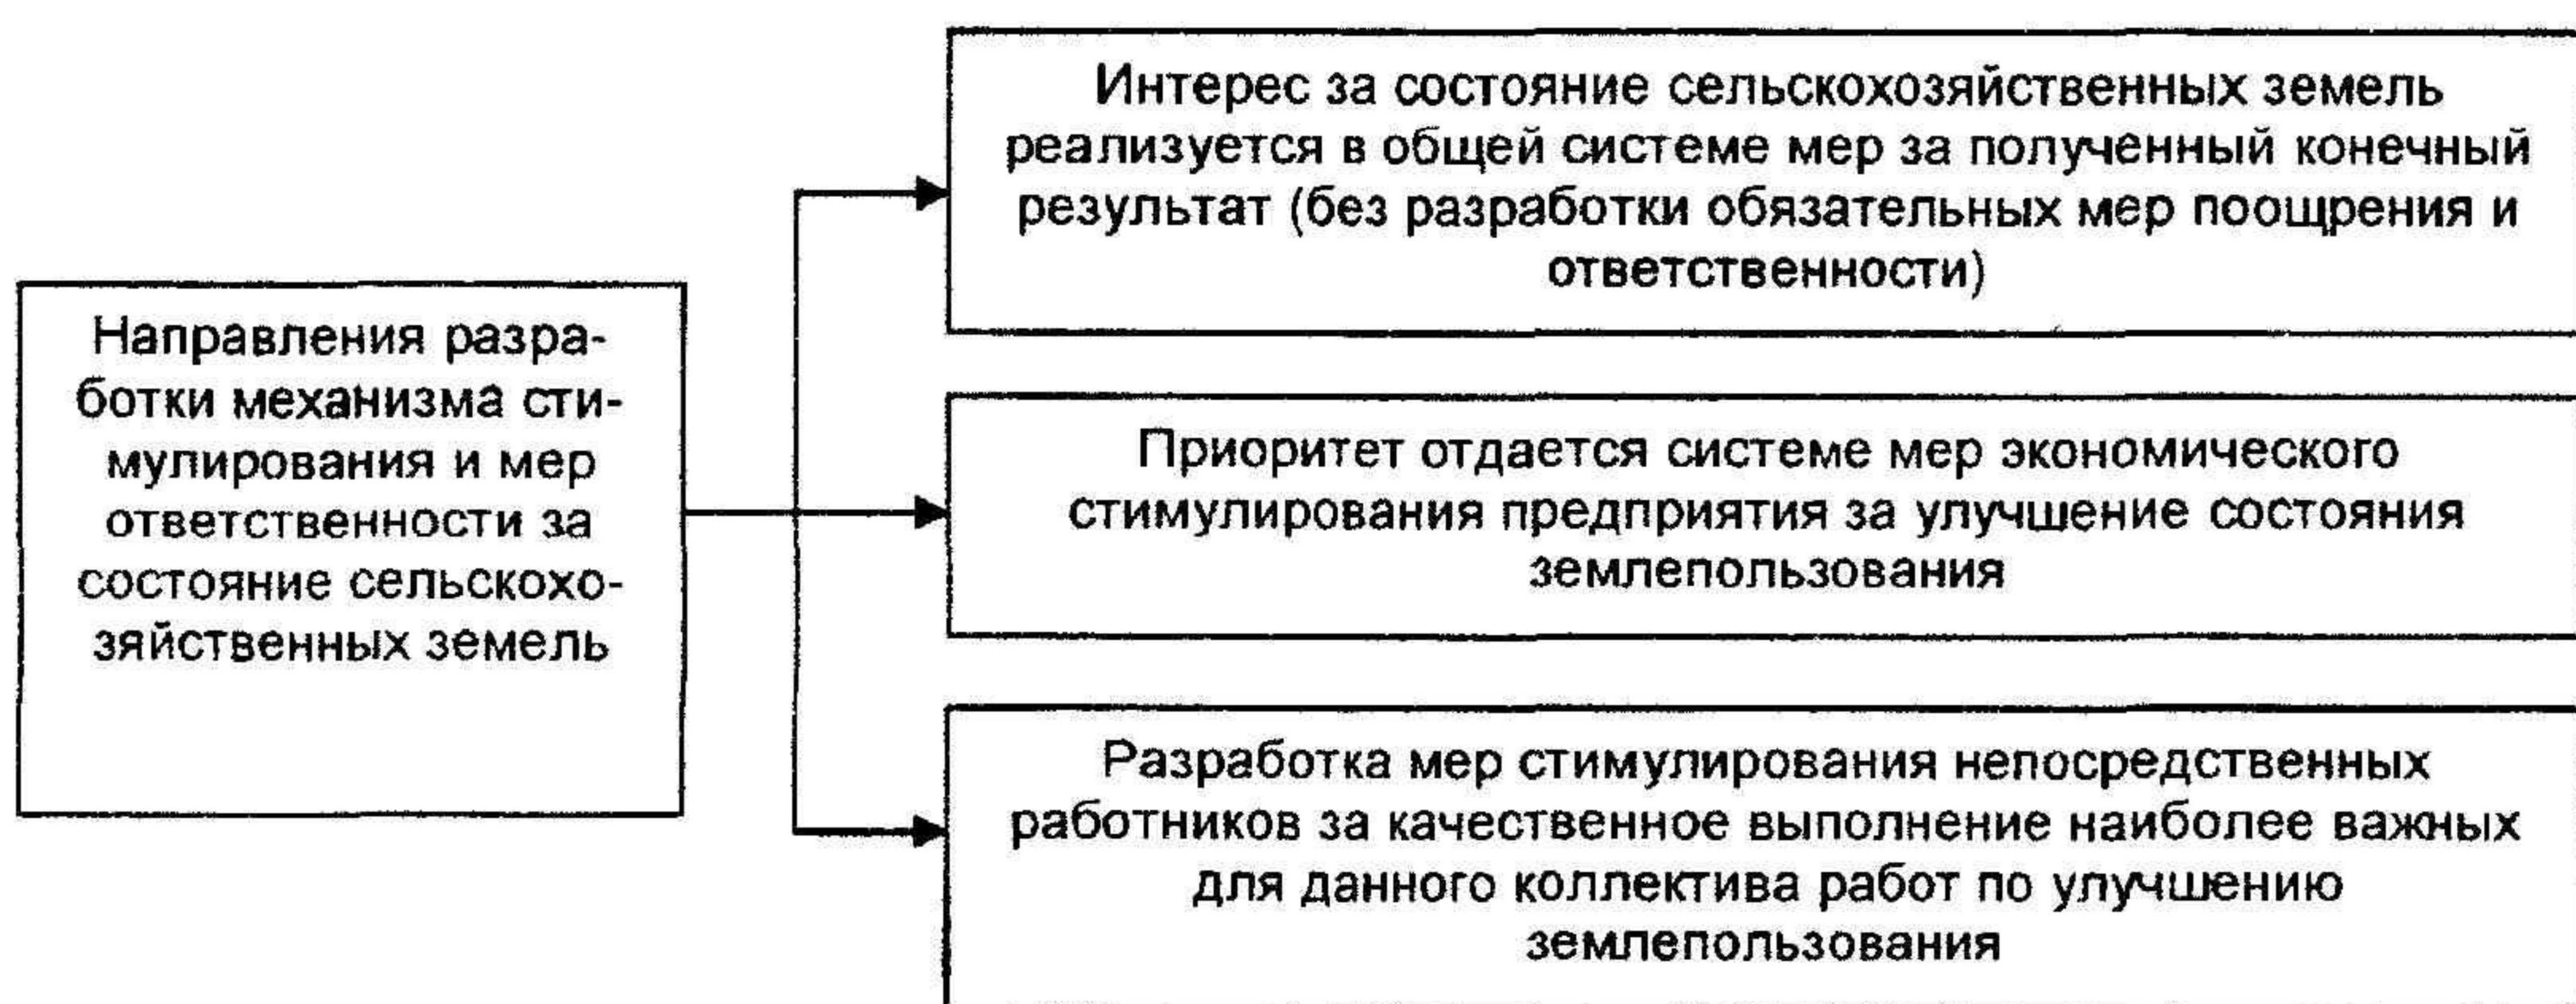 Направления разра-
ботки механизма сти-
мулирования и мер
ответственности за
состояние сельскохо-
зяйственных земель
Интерес за состояние сельскохозяйственных земель
реализуется в общей системе мер за полученный конечный
результат (без разработки обязательных мер поощрения и
ответственности)
Приоритет отдается системе мер экономического
стимулирования предприятия за улучшение состояния
землепользования
Разработка мер стимулирования непосредственных
работников за качественное выполнение наиболее важных
для данного коллектива работ по улучшению
землепользования